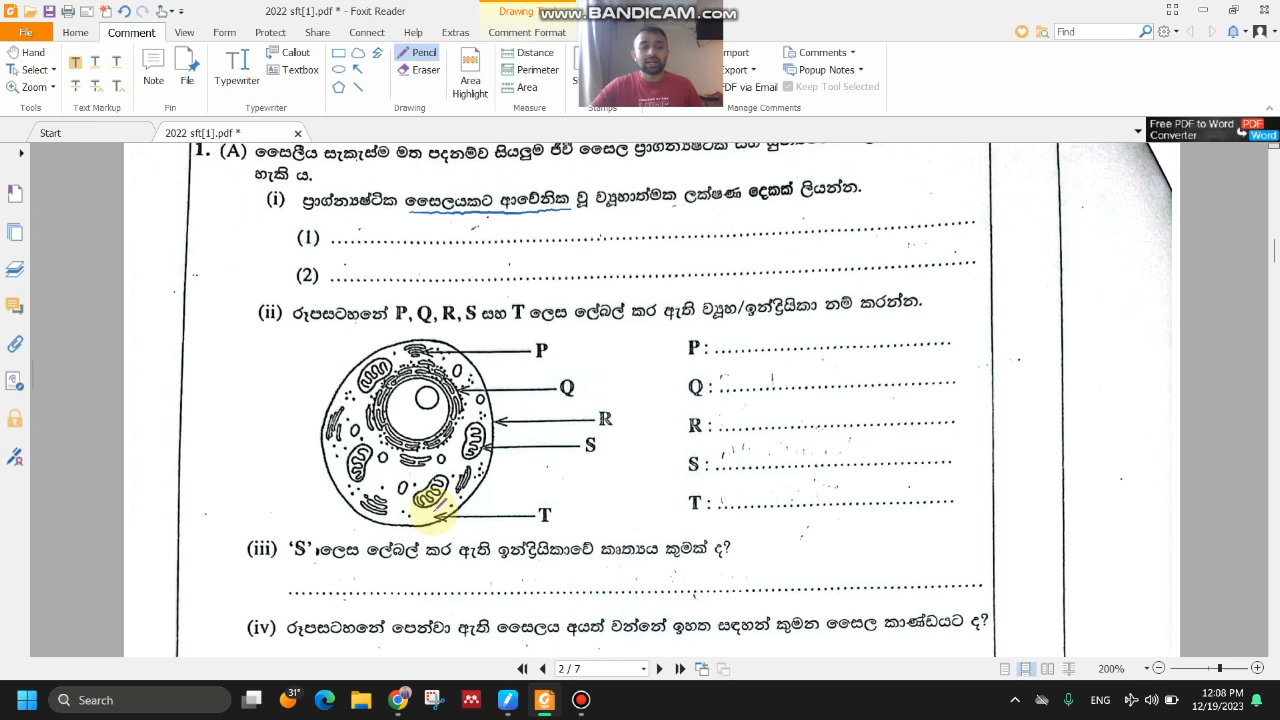 2022 sft[1].pdf * - Foxit Reader
Drawing
www.BANDICAM.com
File
Home
Comment
View
Form
Protect
Share
Connect
Help
Extras
Comment Format
Find
Hand
Select
Zoom
Tools
Text Markup
Note
File
Pin
Typewriter
Callout
Textbox
Typewriter
Pencil
Eraser
Drawing
Area
Highlight
Distance
Perimeter
Area
Measure
Stamps
Comments
Popup Notes
Keep Tool Selected
Manage Comments
Start
2022 sft[1].pdf *
Free PDF to Word
Converter
PDF
Word
1. (A) සෛලීය සැකැස්ම මත පදනම්ව සියලුම ජීවී සෛල
හැකි ය.
(i) ප්‍රාග්න්‍යෂ්ටික සෛලයකට ආවේනික වූ ව්‍යූහාත්මක ලක්ෂණ දෙකක් ලියන්න.
(1)
(2)
(ii) රූපසටහනේ P, Q, R, S සහ T ලෙස ලේබල් කර ඇති ව්‍යූහ/ඉන්ද්‍රියිකා නම් කරන්න.
P
Q
R
S
T
P :
Q :
R :
S :
T :
(iii) 'S' ලෙස ලේබල් කර ඇති ඉන්ද්‍රියිකාවේ කෘත්‍යය කුමක් ද?
(iv) රූපසටහනේ පෙන්වා ඇති සෛලය අයත් වන්නේ ඉහත සඳහන් කුමන සෛල කාණ්ඩයට ද?
2 / 7
200%
Search
31°
ENG
12:08 PM
12/19/2023